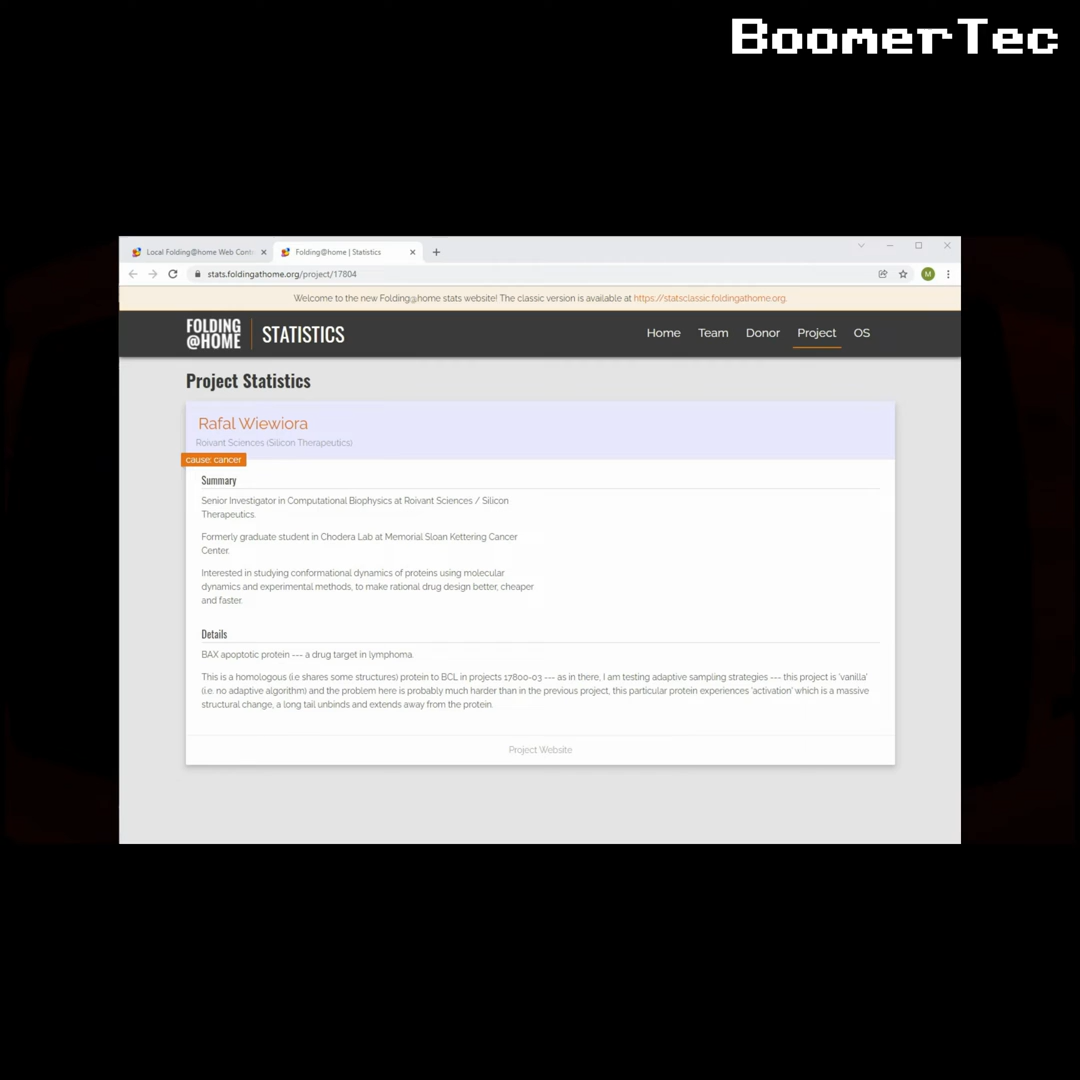 BoomerTec
Local Folding@home Web Cont
Folding@home | Statistics
stats.foldingathome.org/project/17804
M
Welcome to the new Folding@home stats website! The classic version is available at https://statsclassic.foldingathome.org.
FOLDING
@HOME
STATISTICS
Home Team Donor Project OS
Project Statistics
Rafal Wiewiora
Roivant Sciences (Silicon Therapeutics)
cause: cancer
Summary
Senior Investigator in Computational Biophysics at Roivant Sciences / Silicon
Therapeutics.
Formerly graduate student in Chodera Lab at Memorial Sloan Kettering Cancer
Center.
Interested in studying conformational dynamics of proteins using molecular
dynamics and experimental methods, to make rational drug design better, cheaper
and faster.
Details
BAX apoptotic protein --- a drug target in lymphoma.
This is a homologous (i.e shares some structures) protein to BCL in projects 17800-03 --- as in there, I am testing adaptive sampling strategies --- this project is 'vanilla'
(i.e. no adaptive algorithm) and the problem here is probably much harder than in the previous project, this particular protein experiences 'activation' which is a massive
structural change, a long tail unbinds and extends away from the protein.
Project Website